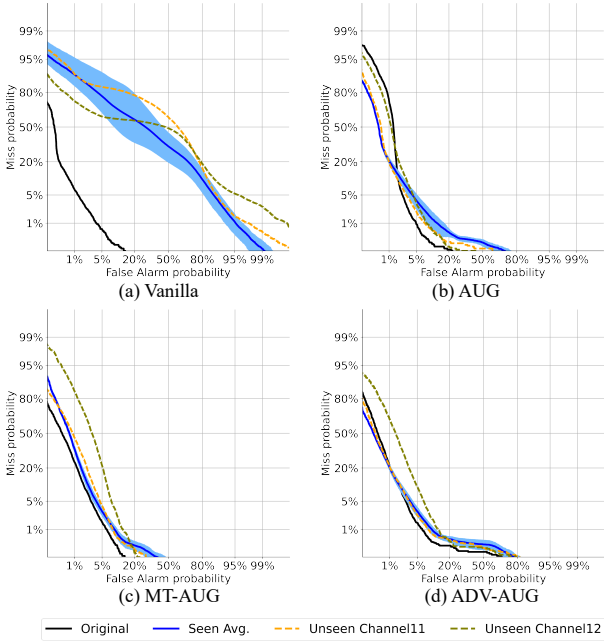 99%
95%
80%
50%
20%
5%
1%
Miss probability
1% 5% 20% 50% 80% 95% 99%
False Alarm probability
(a) Vanilla
99%
95%
80%
50%
20%
5%
1%
Miss probability
1% 5% 20% 50% 80% 95% 99%
False Alarm probability
(b) AUG
99%
95%
80%
50%
20%
5%
1%
Miss probability
1% 5% 20% 50% 80% 95% 99%
False Alarm probability
(c) MT-AUG
99%
95%
80%
50%
20%
5%
1%
Miss probability
1% 5% 20% 50% 80% 95% 99%
False Alarm probability
(d) ADV-AUG
Original Seen Avg. Unseen Channel11 Unseen Channel12